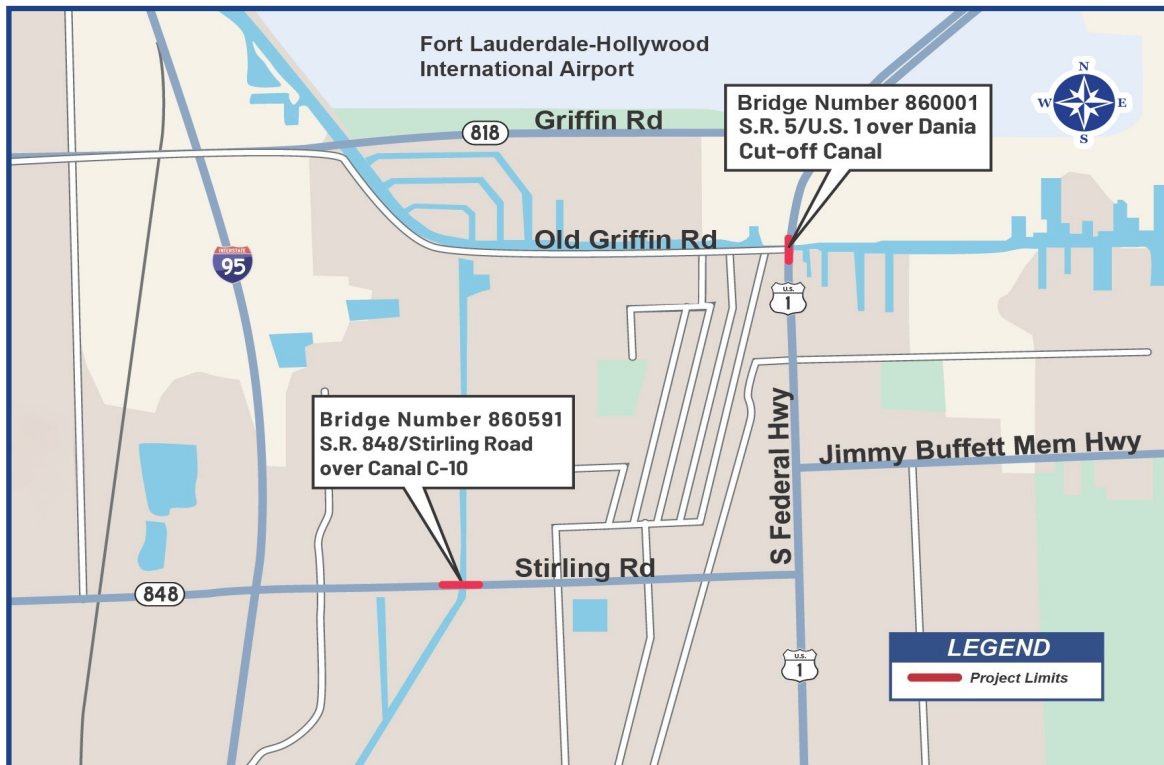 Fort Lauderdale-Hollywood
International Airport
N
W
E
S
Bridge Number 860001
S.R. 5/U.S. 1 over Dania
Cut-off Canal
818
Griffin Rd
Old Griffin Rd
INTERSTATE
95
U.S.
1
Bridge Number 860591
S.R. 848/Stirling Road
over Canal C-10
S Federal Hwy
Jimmy Buffett Mem Hwy
Stirling Rd
848
U.S.
1
LEGEND
Project Limits